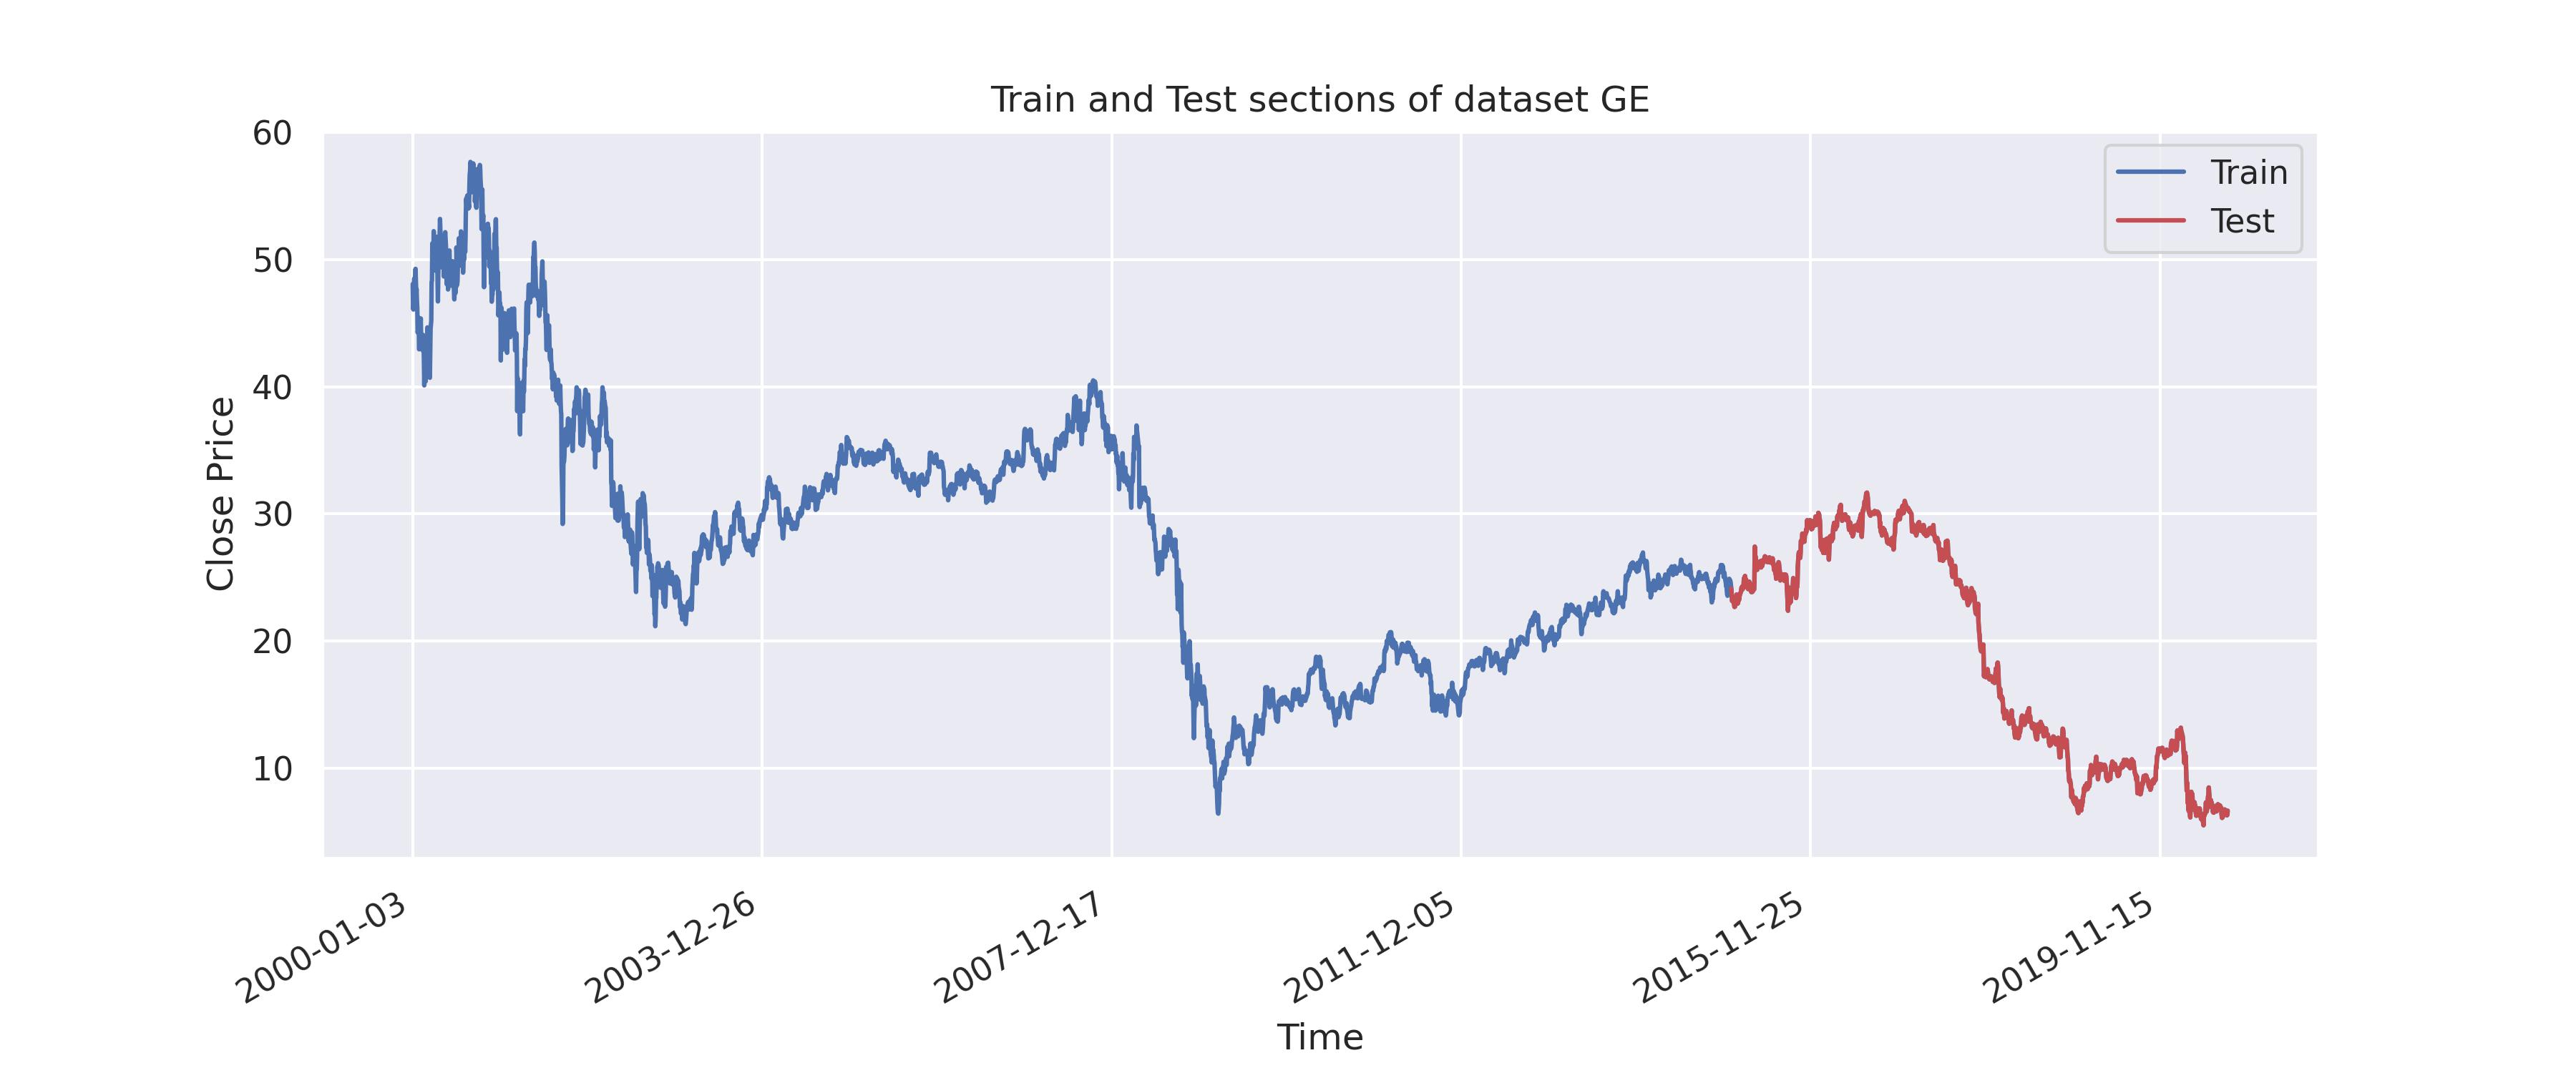 Train and Test sections of dataset GE
Train
Test
Close Price
60
50
40
30
20
10
2000-01-03
2003-12-26
2007-12-17
2011-12-05
2015-11-25
2019-11-15
Time